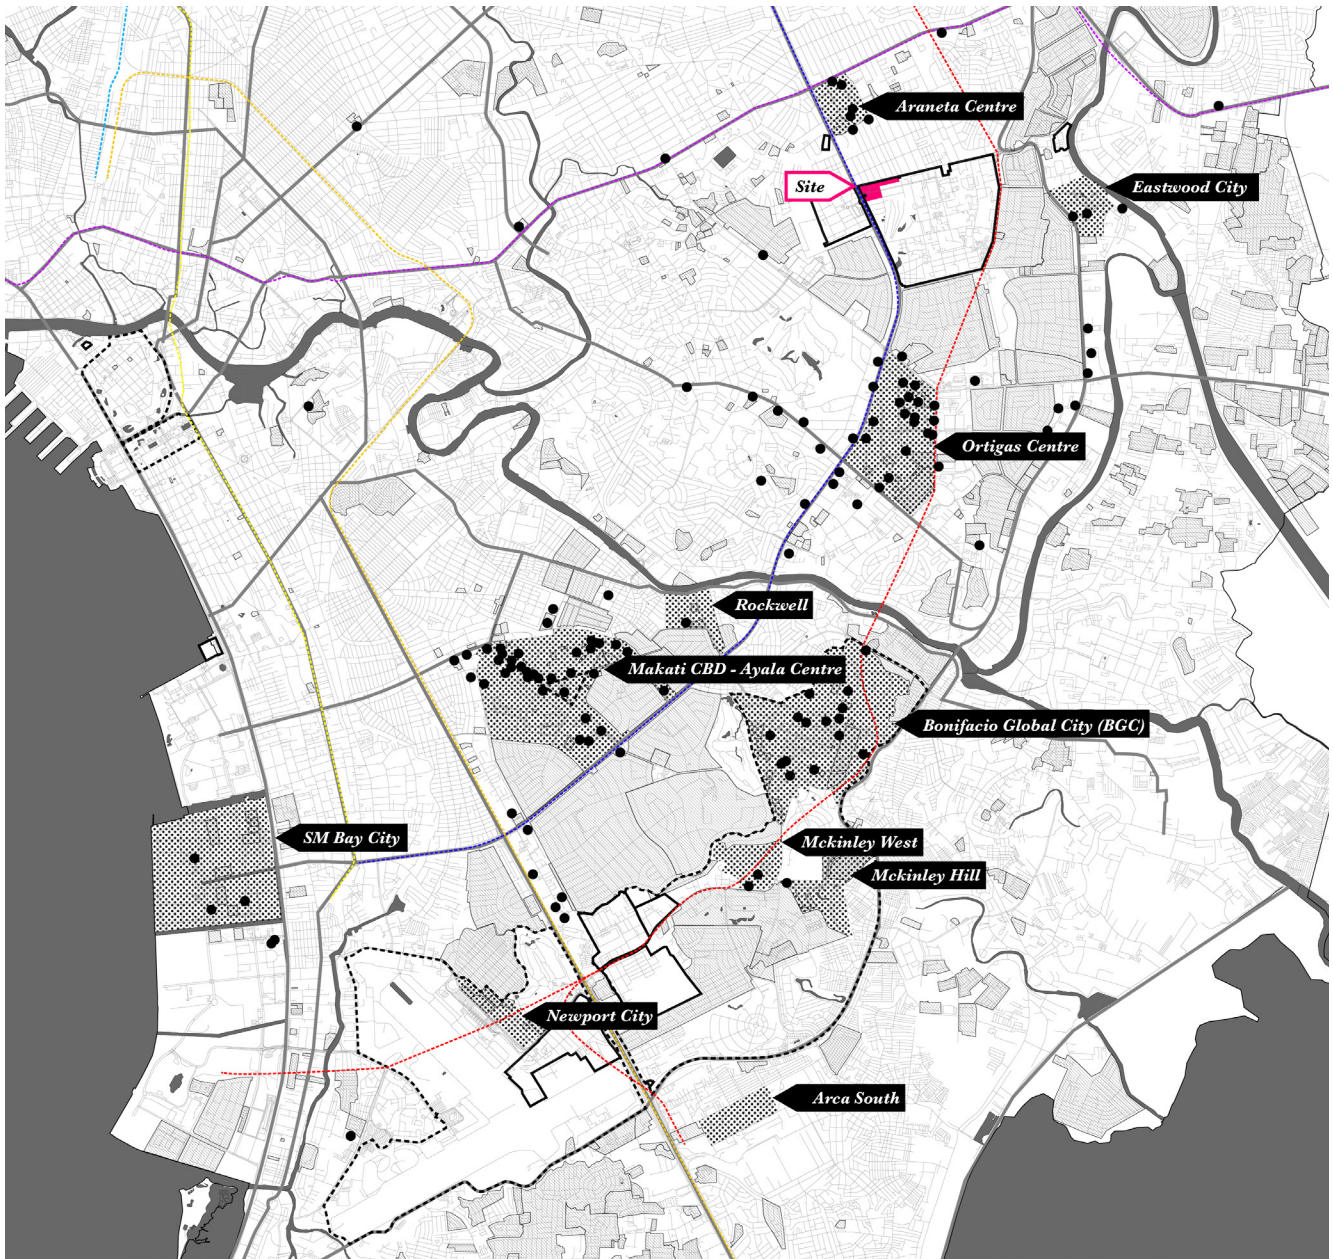 Araneta Centre
Site
Eastwood City
Ortigas Centre
Rockwell
Makati CBD - Ayala Centre
Bonifacio Global City (BGC)
SM Bay City
Mckinley West
Mckinley Hill
Newport City
Arca South